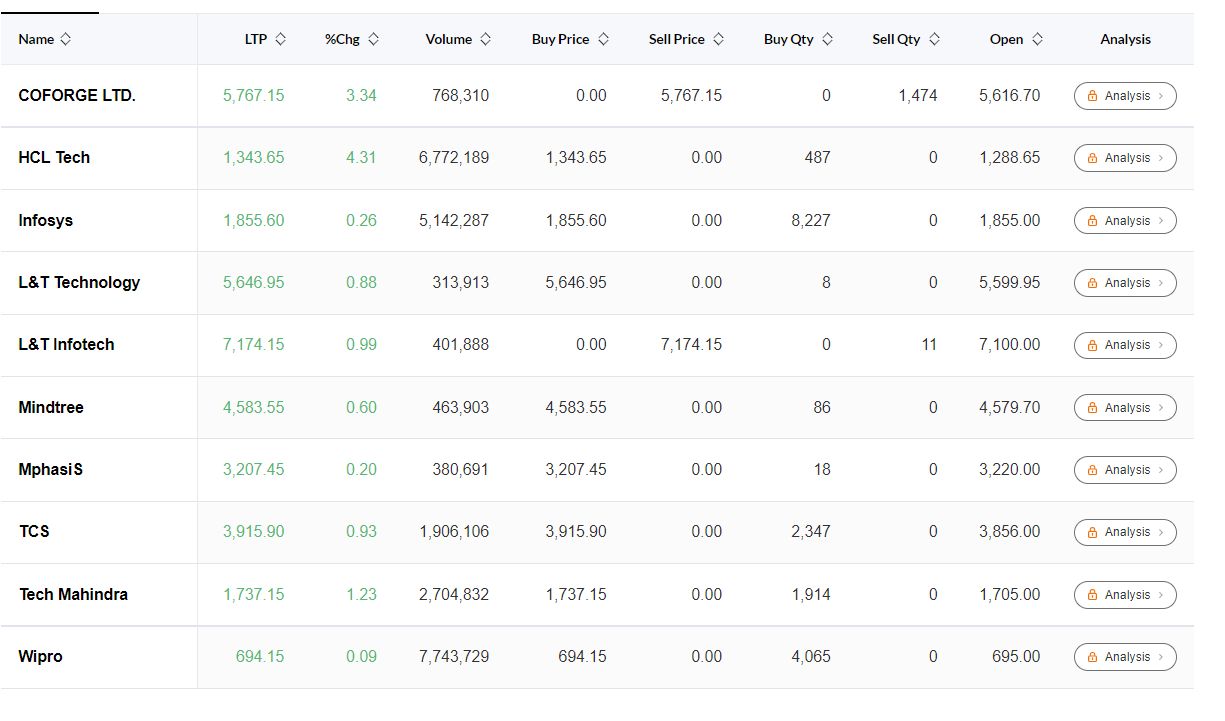 Name LTP %Chg Volume Buy Price Sell Price Buy Qty Sell Qty Open Analysis
COFORGE LTD. 5,767.15 3.34 768,310 0.00 5,767.15 0 1,474 5,616.70 Analysis
HCL Tech 1,343.65 4.31 6,772,189 1,343.65 0.00 487 0 1,288.65 Analysis
Infosys 1,855.60 0.26 5,142,287 1,855.60 0.00 8,227 0 1,855.00 Analysis
L&T Technology 5,646.95 0.88 313,913 5,646.95 0.00 8 0 5,599.95 Analysis
L&T Infotech 7,174.15 0.99 401,888 0.00 7,174.15 0 11 7,100.00 Analysis
Mindtree 4,583.55 0.60 463,903 4,583.55 0.00 86 0 4,579.70 Analysis
MphasiS 3,207.45 0.20 380,691 3,207.45 0.00 18 0 3,220.00 Analysis
TCS 3,915.90 0.93 1,906,106 3,915.90 0.00 2,347 0 3,856.00 Analysis
Tech Mahindra 1,737.15 1.23 2,704,832 1,737.15 0.00 1,914 0 1,705.00 Analysis
Wipro 694.15 0.09 7,743,729 694.15 0.00 4,065 0 695.00 Analysis